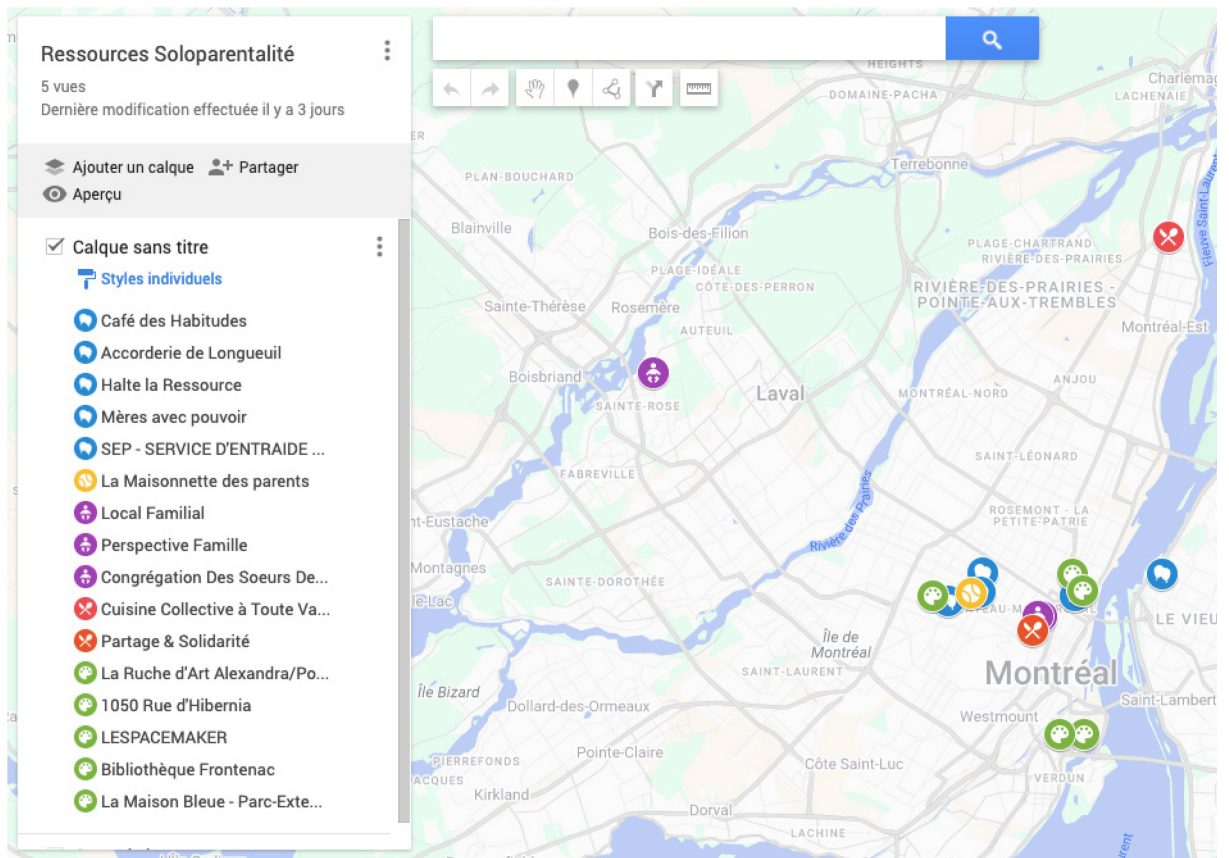 Ressources Soloparentalité
5 vues
Dernière modification effectuée il y a 3 jours
Ajouter un calque
Partager
Aperçu
Calque sans titre
Styles individuels
Café des Habitudes
Accorderie de Longueuil
Halte la Ressource
Mères avec pouvoir
SEP - SERVICE D'ENTRAIDE ...
La Maisonnette des parents
Local Familial
Perspective Famille
Congrégation Des Soeurs De...
Cuisine Collective à Toute Va...
Partage & Solidarité
La Ruche d'Art Alexandra/Po...
1050 Rue d'Hibernia
LESPACEMAKER
Bibliothèque Frontenac
La Maison Bleue - Parc-Exte...
HEIGHTS
DOMAINE-PACHA
Charlemag
LACHENAIE
Terrebonne
PLAN-BOUCHARD
Blainville
Bois-des-Filion
PLAGE-CHARTRAND
RIVIÈRE-DES-PRAIRIES
Fleuve Saint-Laurent
PLAGE-IDÉALE
CÔTE-DES-PERRON
RIVIÈRE-DES-PRAIRIES -
POINTE-AUX-TREMBLES
Sainte-Thérèse
Rosemère
AUTEUIL
Montréal-Est
Boisbriand
Laval
MONTRÉAL-NORD
ANJOU
SAINTE-ROSE
SAINT-LÉONARD
FABREVILLE
Rivière des Prairies
ROSEMONT - LA
PETITE-PATRIE
nt-Eustache
Montagnes
SAINTE-DOROTHÉE
le-Lac
LE VIEU
Île de
Montréal
SAINT-LAURENT
Montréal
Île Bizard
Dollard-des-Ormeaux
Westmount
Saint-Lambert
Pointe-Claire
Côte Saint-Luc
PIERREFONDS
ACQUES
VERDUN
Kirkland
Dorval
LACHINE